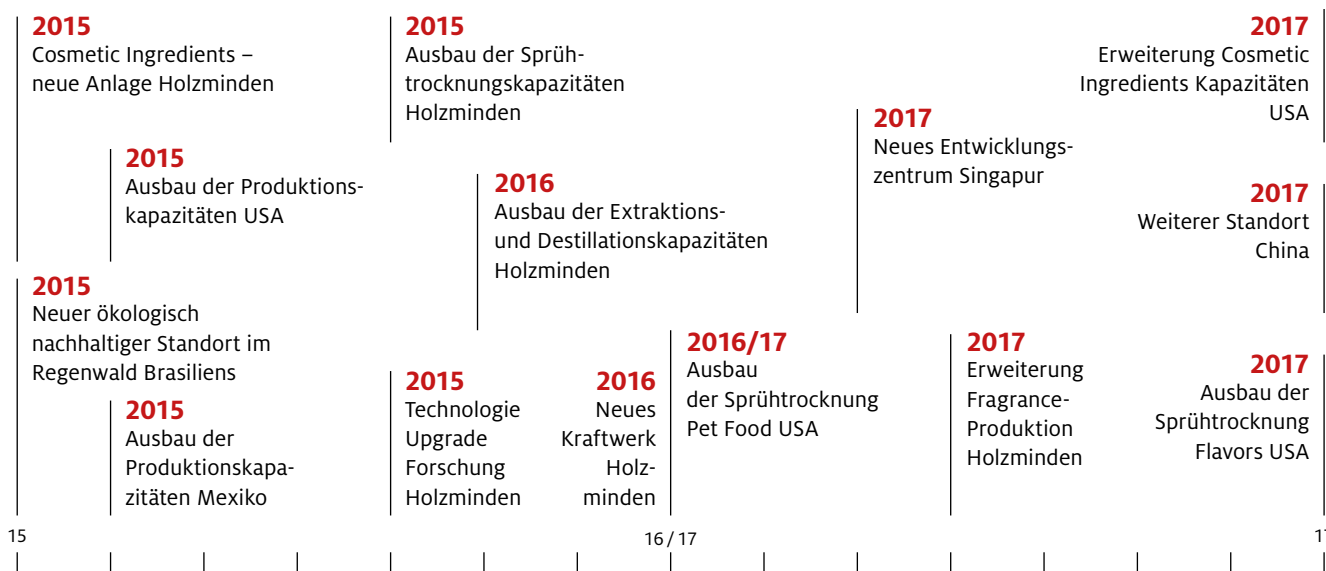 2015
Cosmetic Ingredients –
neue Anlage Holzminden
2015
Ausbau der Produktions-
kapazitäten USA
2015
Neuer ökologisch
nachhaltiger Standort im
Regenwald Brasiliens
2015
Ausbau der
Produktionskapa-
zitäten Mexiko
2015
Ausbau der Sprüh-
trocknungskapazitäten
Holzminden
2015
Technologie
Upgrade
Forschung
Holzminden
2016
Ausbau der Extraktions-
und Destillationskapazitäten
Holzminden
2016
Neues
Kraftwerk
Holz-
minden
2016/17
Ausbau
der Sprühtrocknung
Pet Food USA
2017
Neues Entwicklungs-
zentrum Singapur
2017
Erweiterung
Fragrance-
Produktion
Holzminden
2017
Erweiterung Cosmetic
Ingredients Kapazitäten
USA
2017
Weiterer Standort
China
2017
Ausbau der
Sprühtrocknung
Flavors USA
15
16 / 17